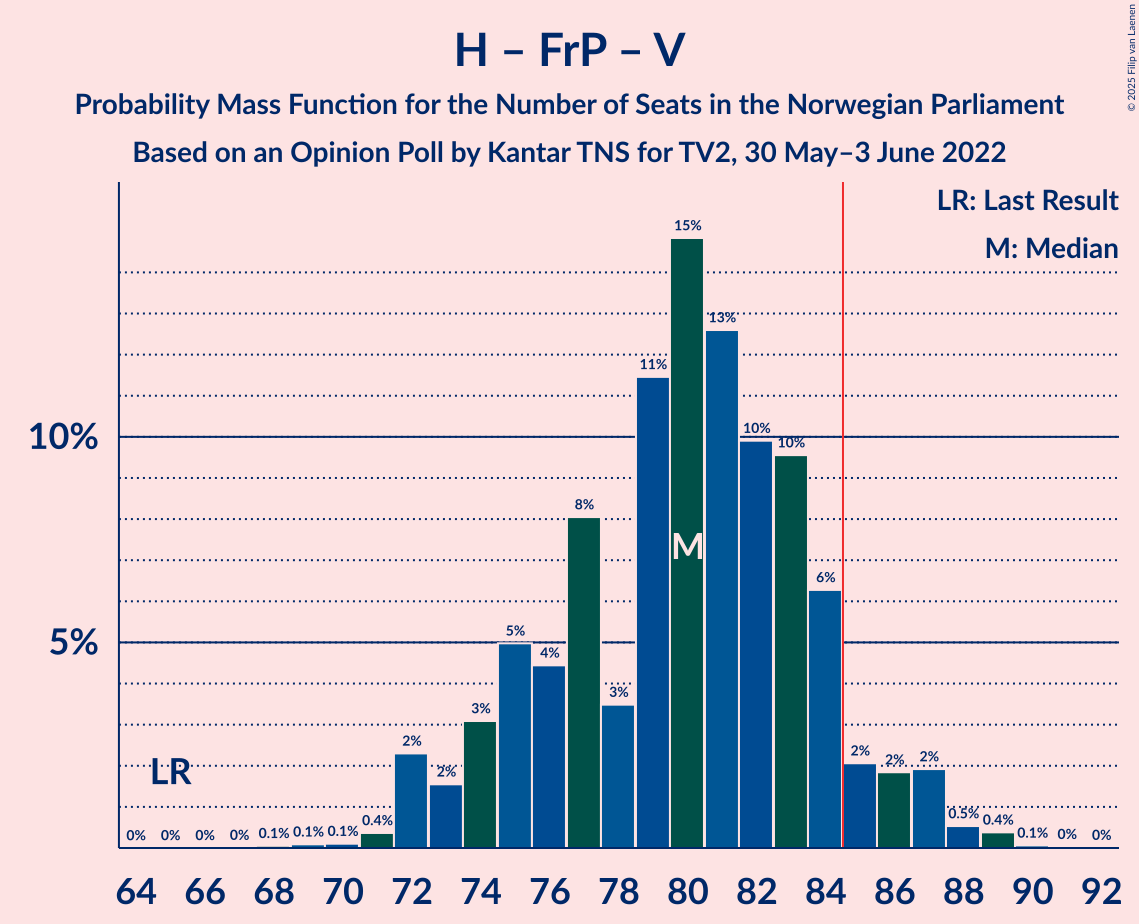 H – FrP – V
Probability Mass Function for the Number of Seats in the Norwegian Parliament
Based on an Opinion Poll by Kantar TNS for TV2, 30 May–3 June 2022
© 2025 Filip van Laenen
LR: Last Result
M: Median
10%
5%
LR
M
0% 0% 0% 0% 0.1% 0.1% 0.1% 0.4% 2% 2% 3% 5% 4% 8% 3% 11% 15% 13% 10% 10% 6% 2% 2% 2% 0.5% 0.4% 0.1% 0% 0%
64 66 68 70 72 74 76 78 80 82 84 86 88 90 92